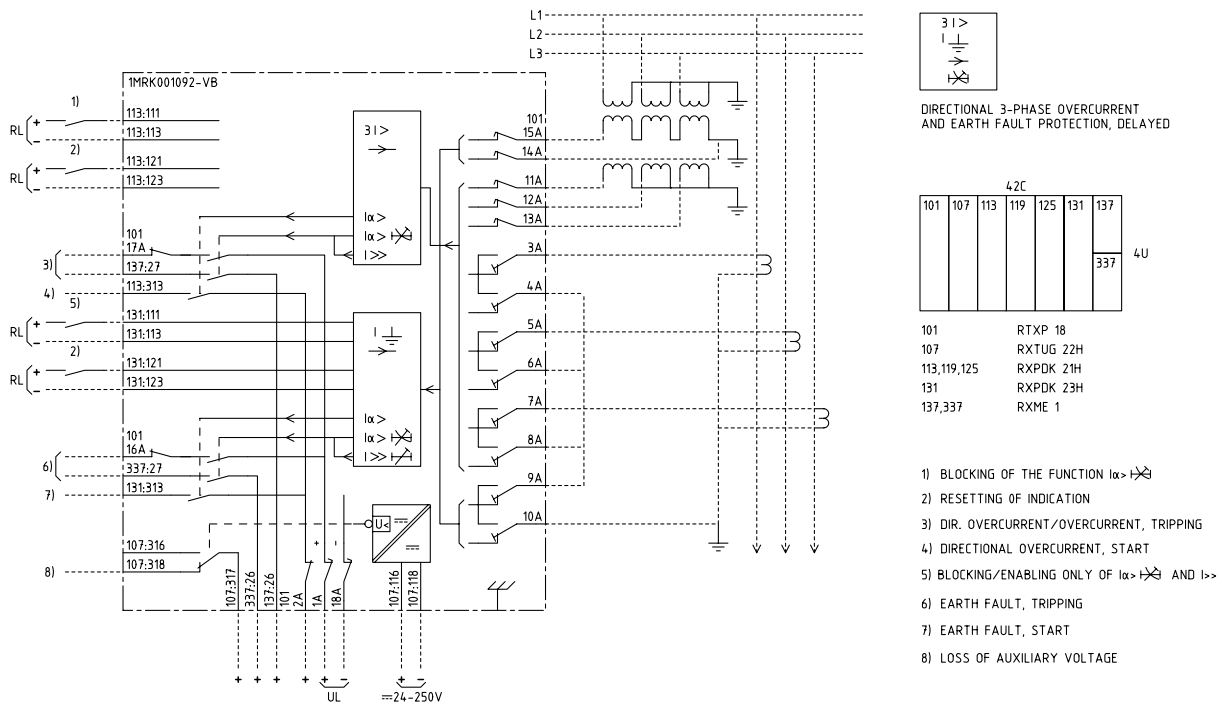 L1
L2
L3
1MRK001092-VB
1)
RL
+
113:111
-
113:113
2)
RL
+
113:121
-
113:123
3 I>
101
15A
14A
11A
12A
13A
Iα>
Iα>
I>>
101
17A
3)
137:27
4)
113:313
5)
3A
4A
RL
+
131:111
-
131:113
2)
RL
+
131:121
-
131:123
I
5A
6A
7A
8A
9A
10A
Iα>
Iα>
I>>
101
16A
6)
337:27
7)
131:313
U<
107:316
107:318
8)
107:317
337:26
137:26
101
2A
+
1A
-
18A
107:116
107:118
+ + + + + - + -
UL
24-250V
3 I>
I
DIRECTIONAL 3-PHASE OVERCURRENT
AND EARTH FAULT PROTECTION, DELAYED
42C
101 107 113 119 125 131 137
337
4U
101 RTXP 18
107 RXTUG 22H
113,119,125 RXPDK 21H
131 RXPDK 23H
137,337 RXME 1
1) BLOCKING OF THE FUNCTION Iα>
2) RESETTING OF INDICATION
3) DIR. OVERCURRENT/OVERCURRENT, TRIPPING
4) DIRECTIONAL OVERCURRENT, START
5) BLOCKING/ENABLING ONLY OF Iα> AND I>>
6) EARTH FAULT, TRIPPING
7) EARTH FAULT, START
8) LOSS OF AUXILIARY VOLTAGE